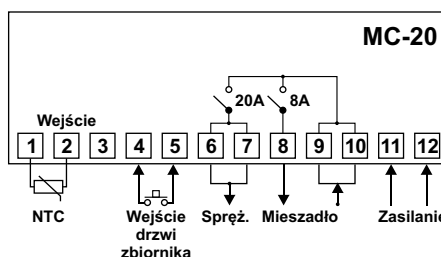 MC-20
20A 8A
Wejście
1 2 3 4 5 6 7 8 9 10 11 12
NTC Wejście Spręż. Mieszadło Zasilanie
drzwi
zbiornika